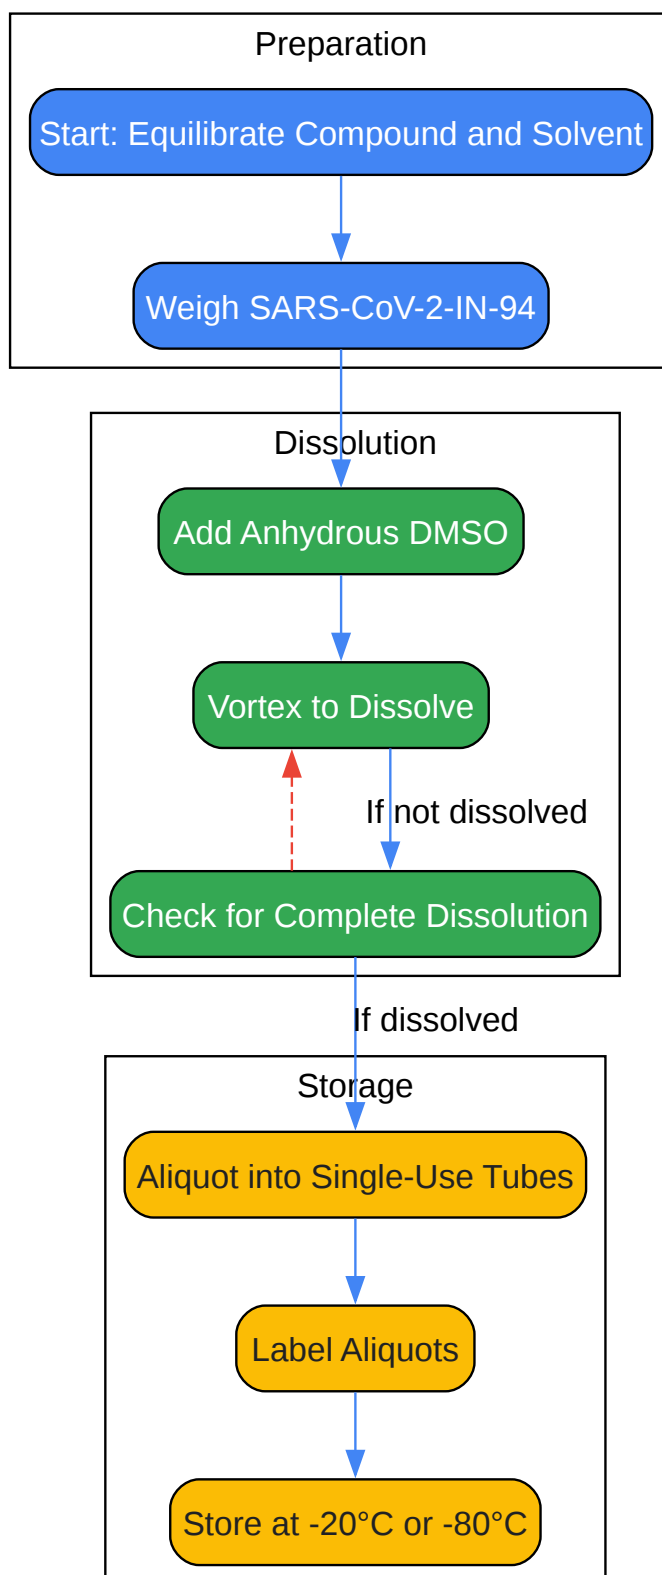 Preparation
Start: Equilibrate Compound and Solvent
Weigh SARS-CoV-2-IN-94
Dissolution
Add Anhydrous DMSO
Vortex to Dissolve
If not dissolved
Check for Complete Dissolution
If dissolved
Storage
Aliquot into Single-Use Tubes
Label Aliquots
Store at -20°C or -80°C